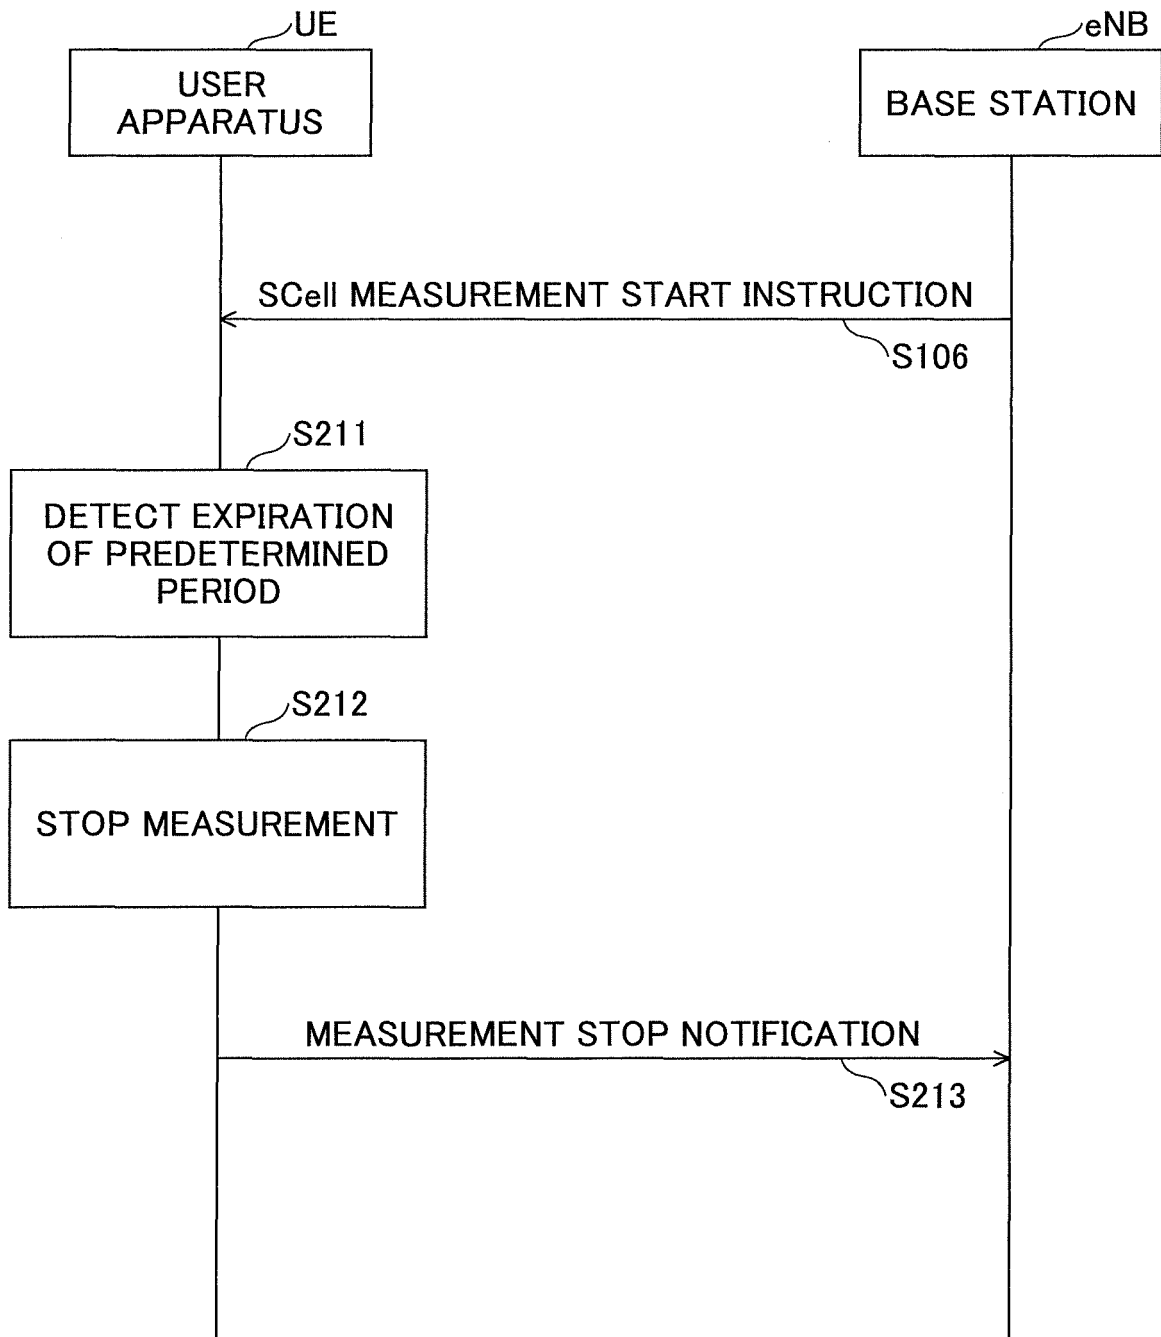 UE
eNB
USER
APPARATUS
BASE STATION
SCell MEASUREMENT START INSTRUCTION
S106
S211
DETECT EXPIRATION
OF PREDETERMINED
PERIOD
S212
STOP MEASUREMENT
MEASUREMENT STOP NOTIFICATION
S213